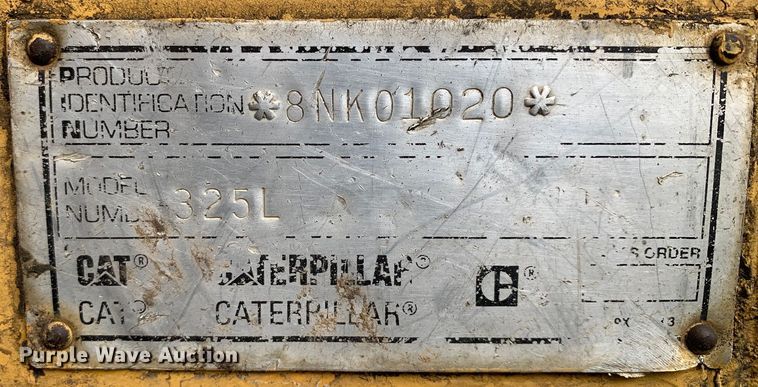 PRODUCT
IDENTIFICATION *8NK01020*
NUMBER
MODEL
325L
CAT® CATERPILLAR® ®
CAT® CATERPILLAR®
ORDER
Purple Wave Auction